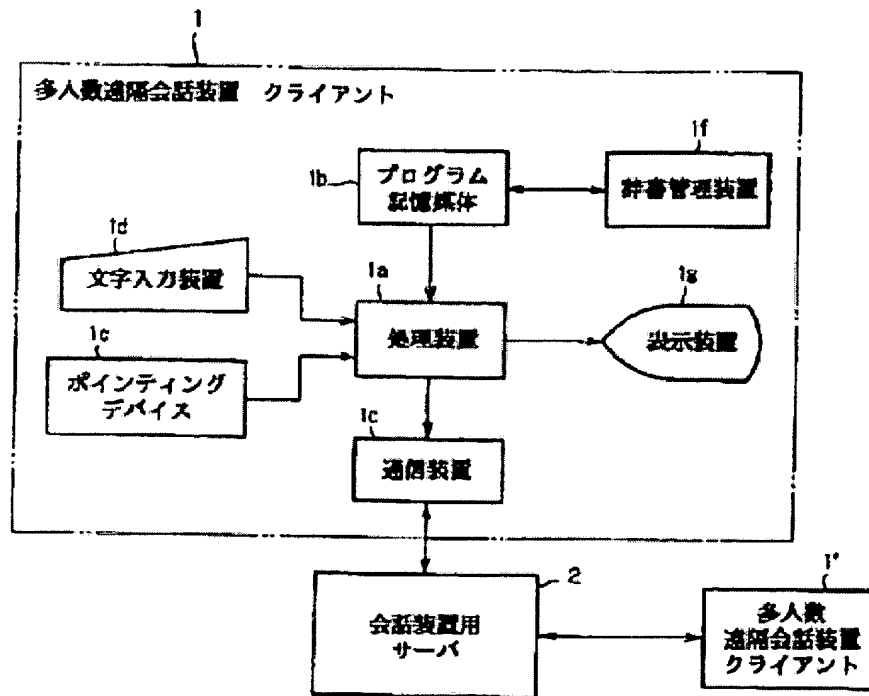 1
多人数遠隔会話装置 クライアント
1f
1b
プログラム
記憶媒体
辞書管理装置
1d
文字入力装置
1a
処理装置
1g
表示装置
ポインティング
デバイス
1c
通信装置
2
会話装置用
サーバ
1'
多人数
遠隔会話装置
クライアント